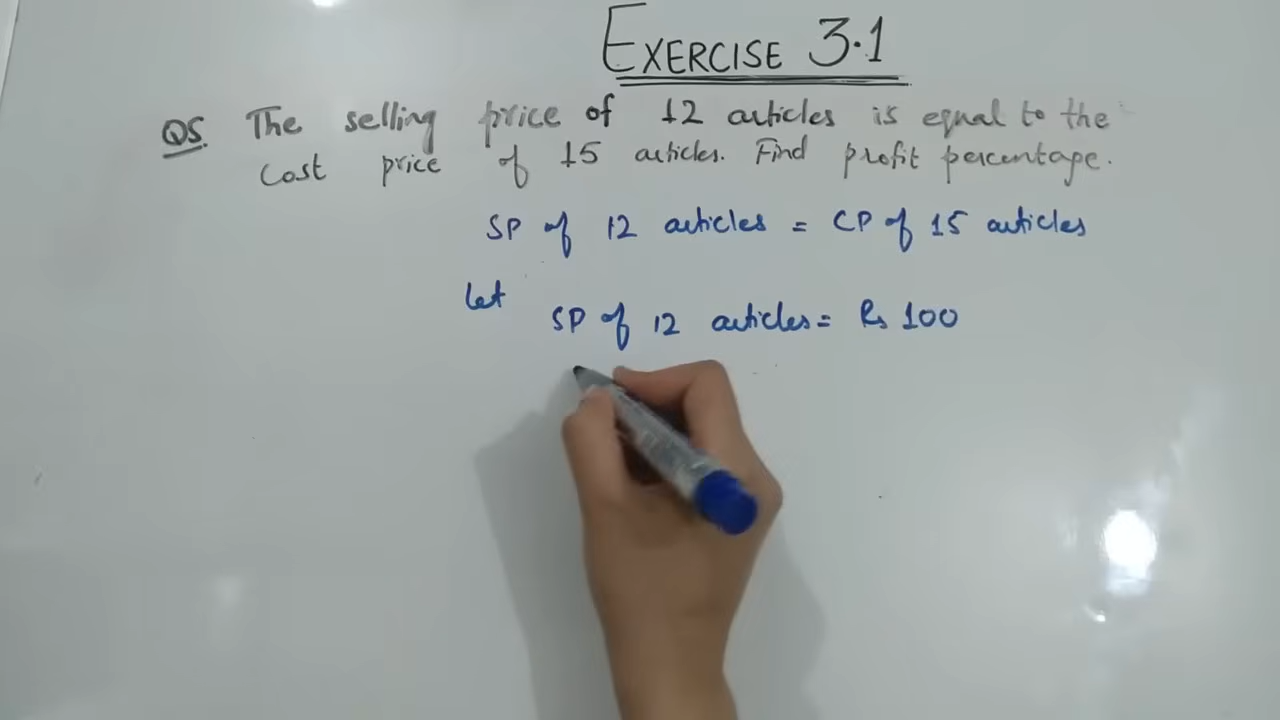 EXERCISE 3.1
Q5. The selling price of 12 articles is equal to the
cost price of 15 articles. Find profit percentage.
SP of 12 articles = CP of 15 articles
let SP of 12 articles = Rs 100